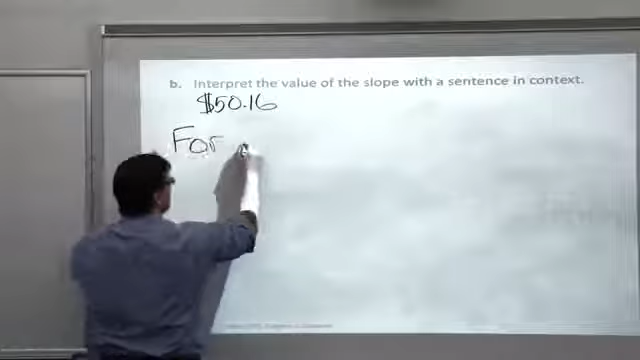 b. Interpret the value of the slope with a sentence in context.
$50.16
For